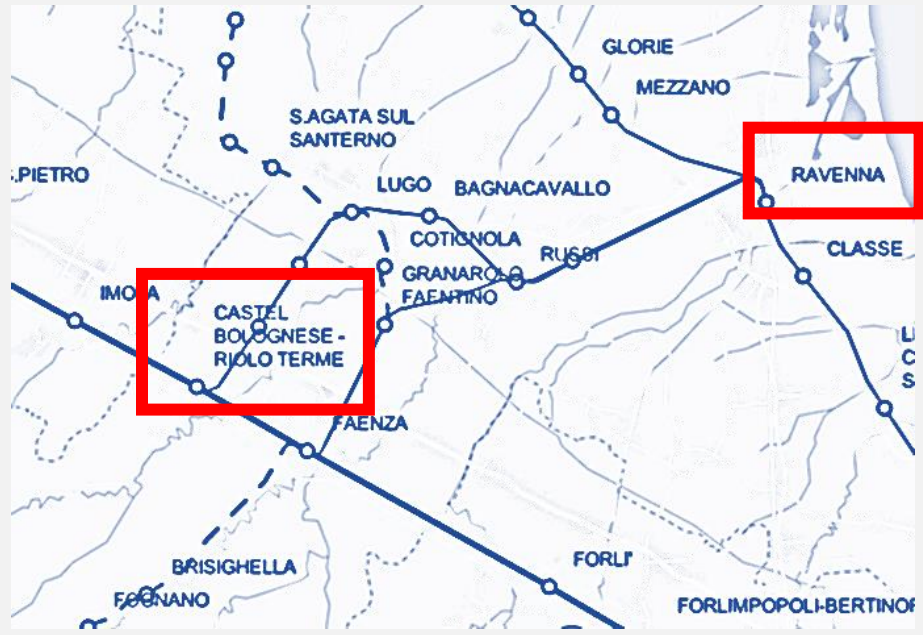 GLORIE
MEZZANO
S.AGATA SUL
SANTERNO
.PIETRO
LUGO
BAGNACAVALLO
RAVENNA
COTIGNOLA
RUSSI
CLASSE
GRANAROLO
FAENTINO
IMOLA
CASTEL
BOLOGNESE -
RIOLO TERME
FAENZA
BRISIGHELLA
FOGNANO
FORLI'
FORLIMPOPOLI-BERTINO